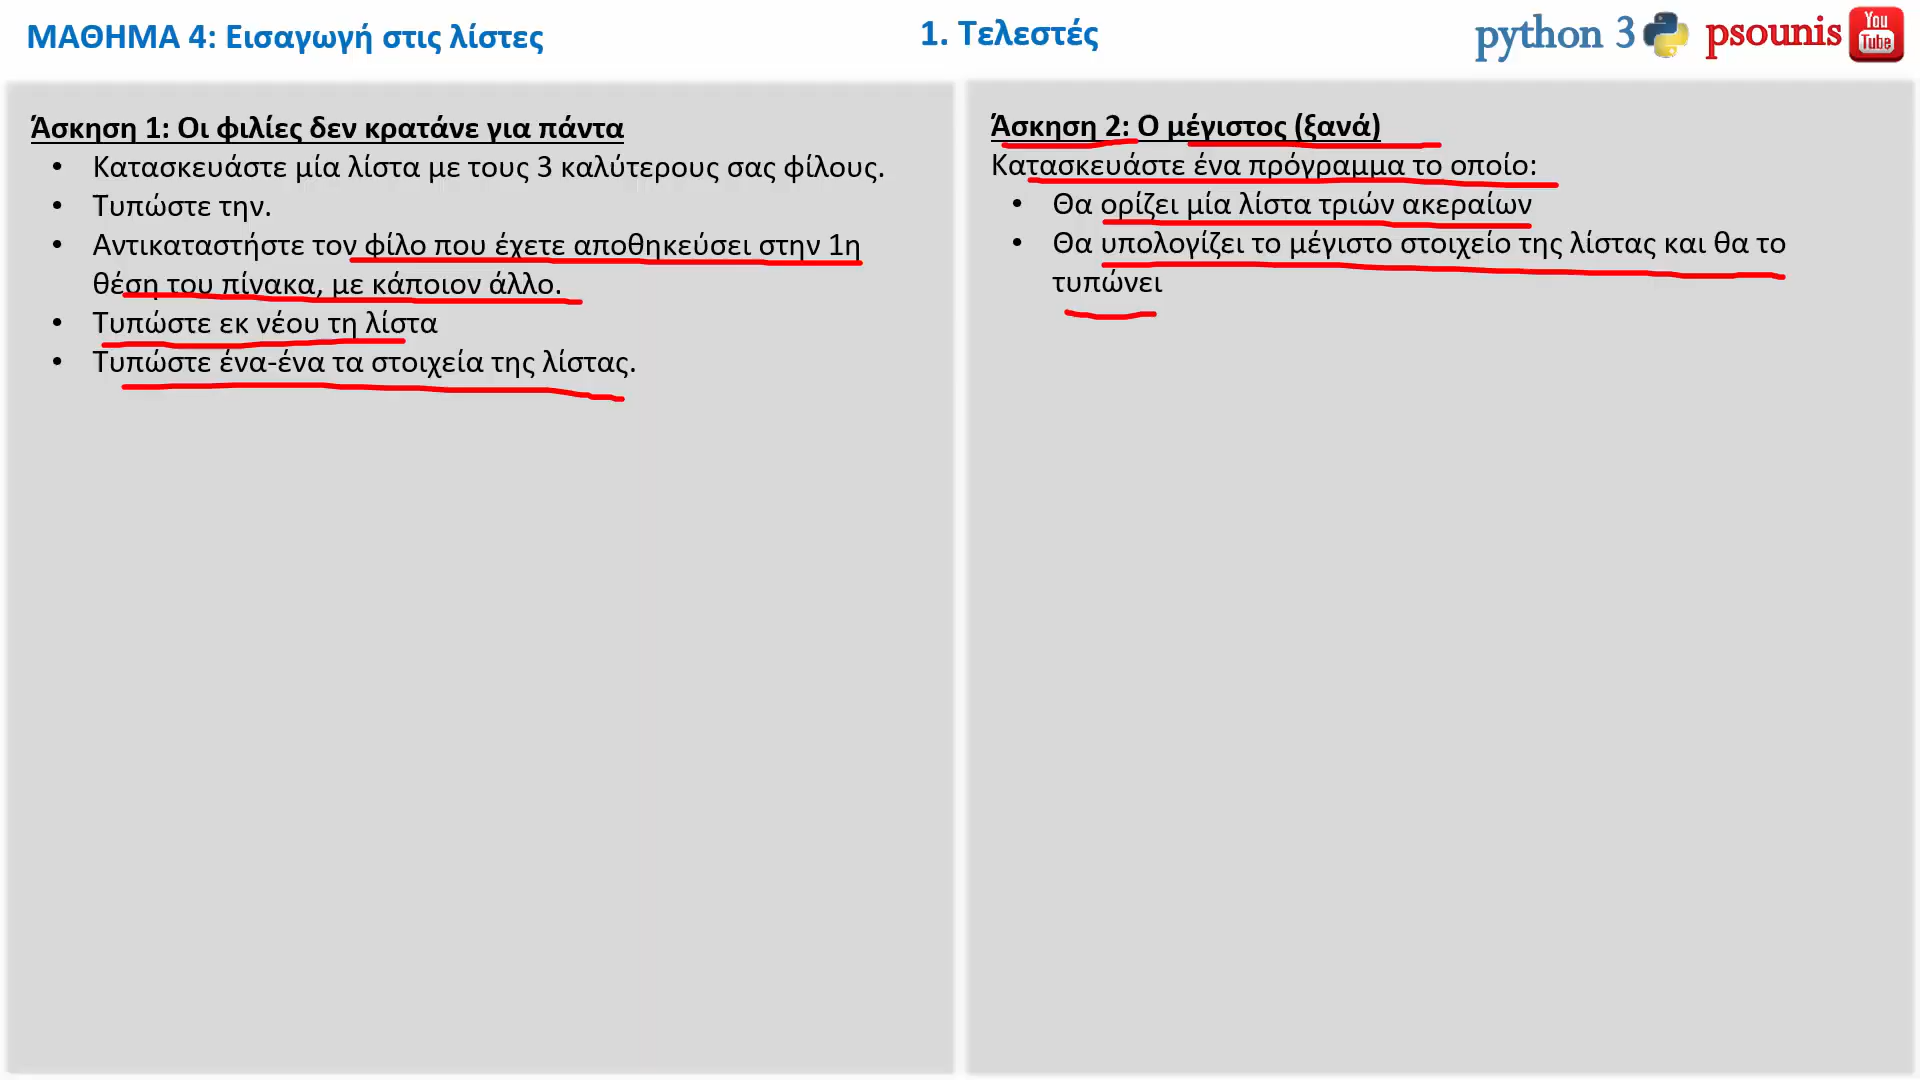 ΜΑΘΗΜΑ 4: Εισαγωγή στις λίστες
1. Τελεστές
python 3
psounis
You
Tube
Άσκηση 1: Οι φιλίες δεν κρατάνε για πάντα
• Κατασκευάστε μία λίστα με τους 3 καλύτερους σας φίλους.
• Τυπώστε την.
• Αντικαταστήστε τον φίλο που έχετε αποθηκεύσει στην 1η
θέση του πίνακα, με κάποιον άλλο.
• Τυπώστε εκ νέου τη λίστα
• Τυπώστε ένα-ένα τα στοιχεία της λίστας.
Άσκηση 2: Ο μέγιστος (ξανά)
Κατασκευάστε ένα πρόγραμμα το οποίο:
• Θα ορίζει μία λίστα τριών ακεραίων
• Θα υπολογίζει το μέγιστο στοιχείο της λίστας και θα το
τυπώνει